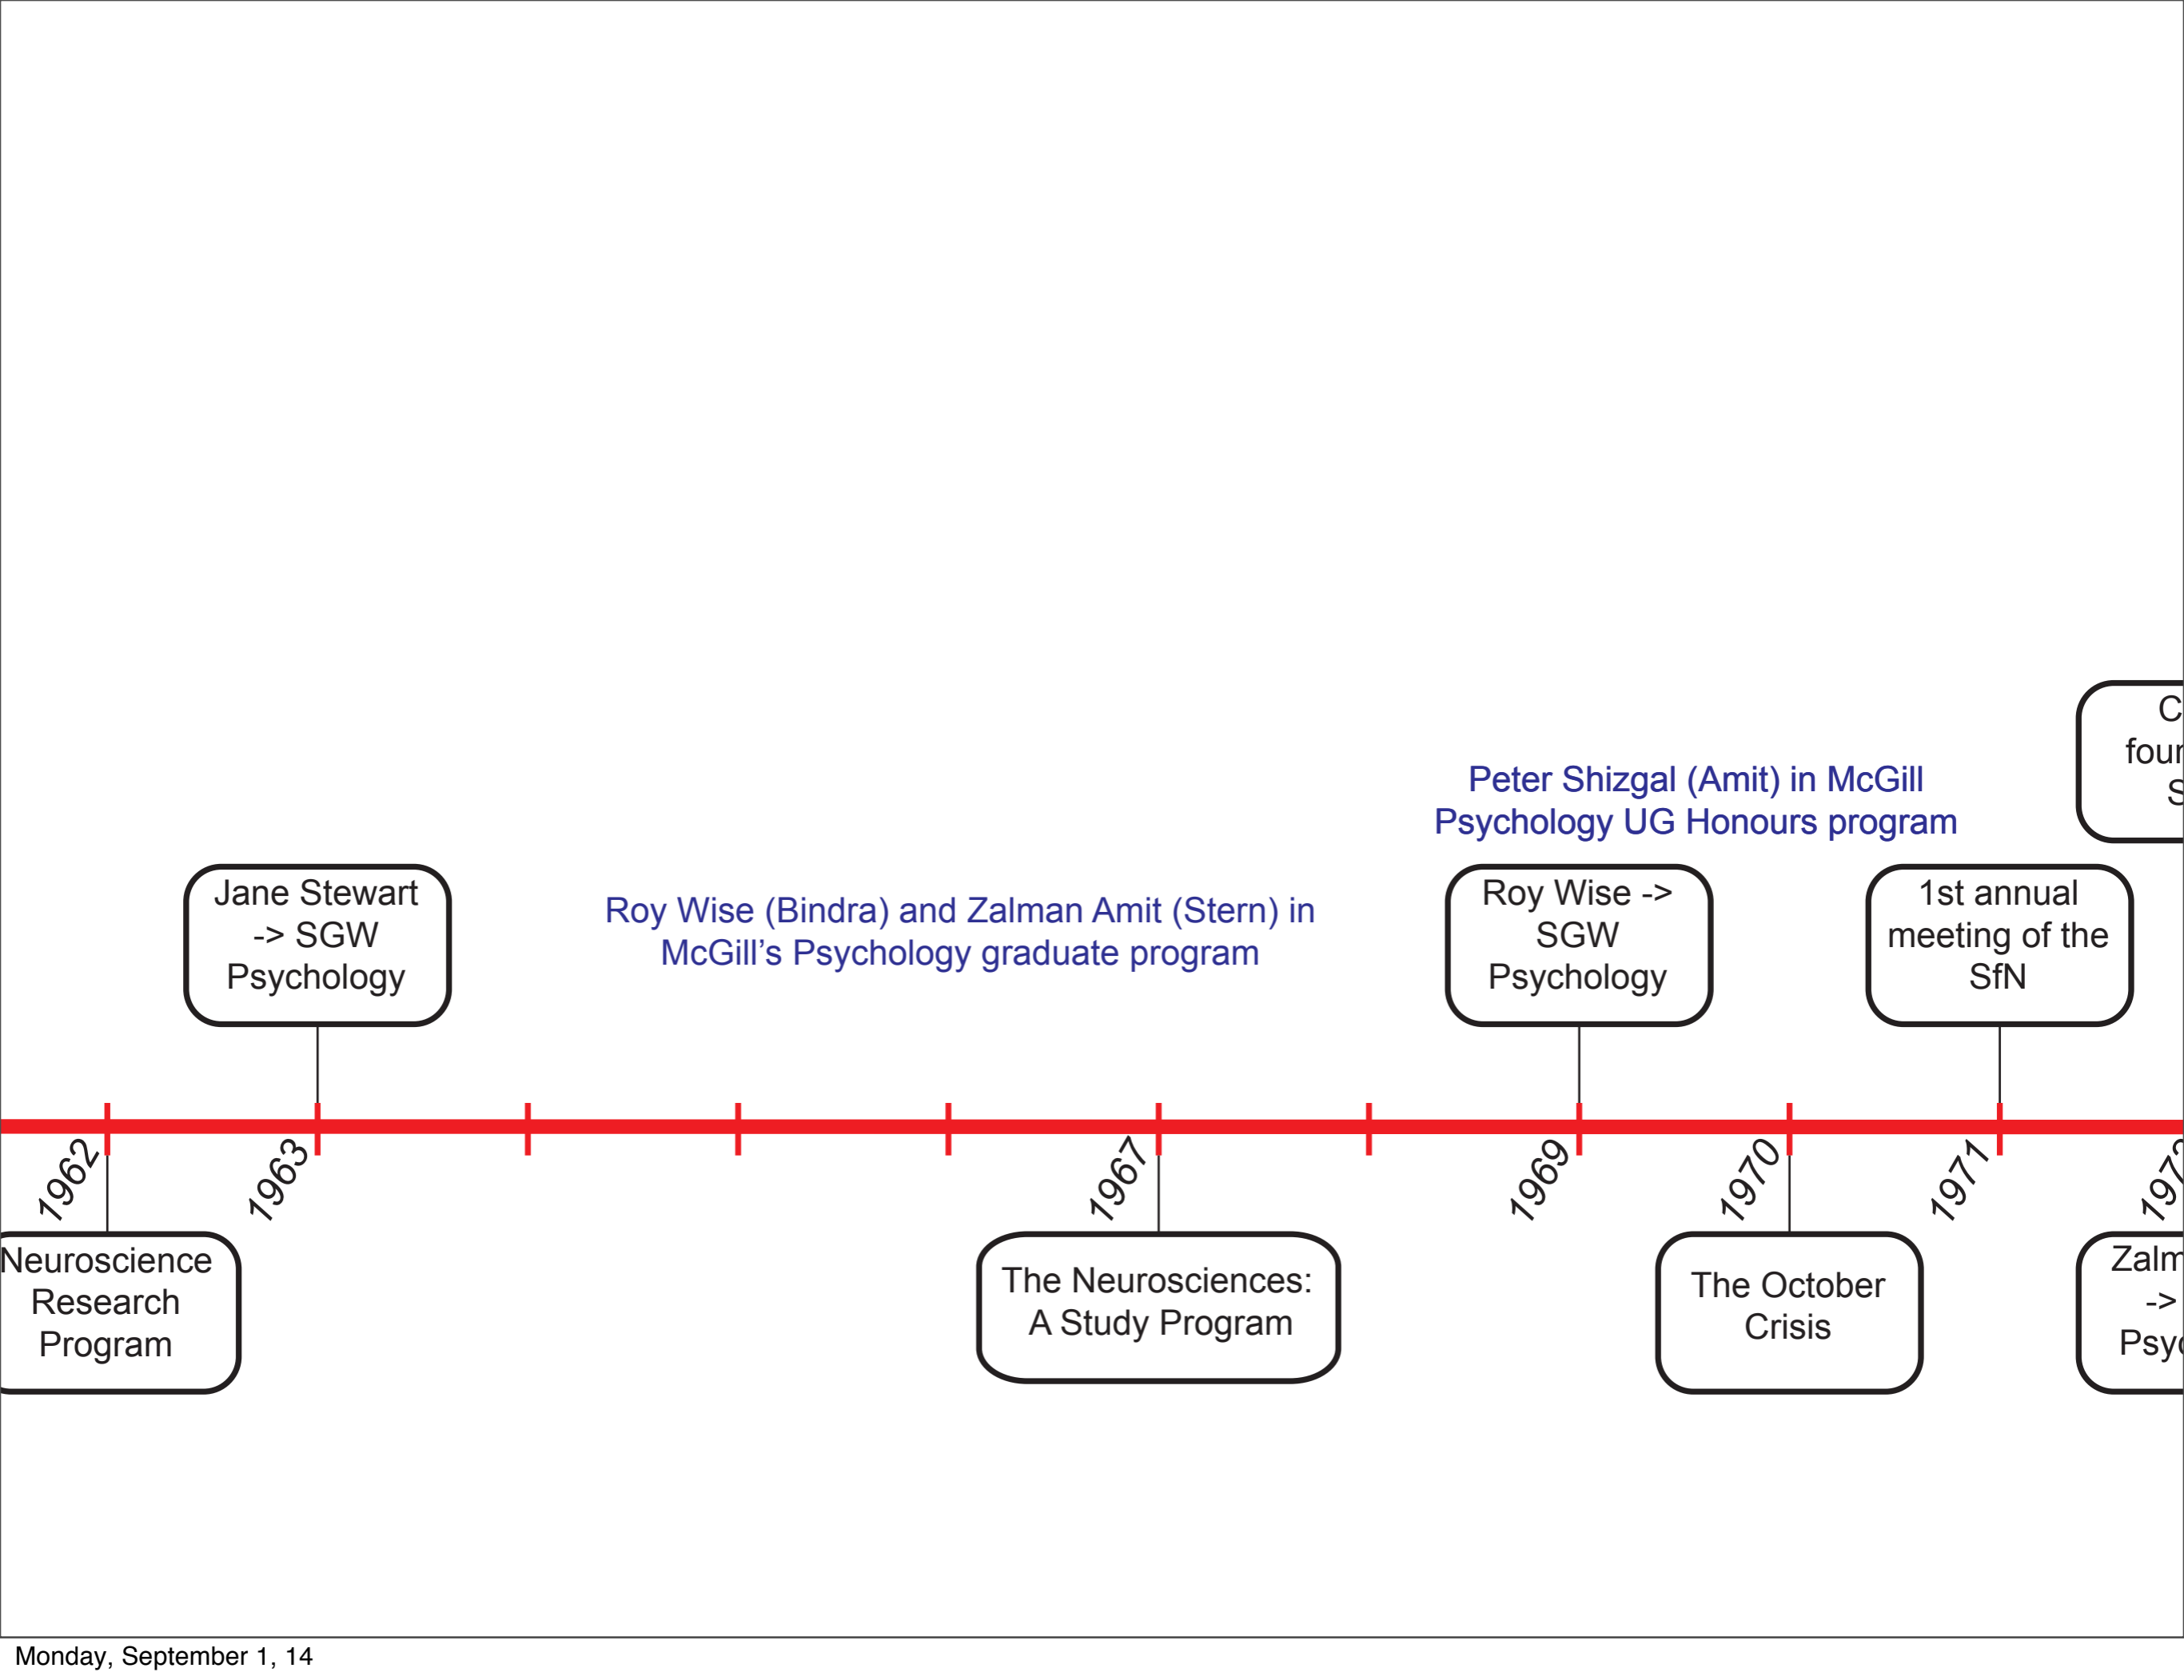 Peter Shizgal (Amit) in McGill
Psychology UG Honours program
Jane Stewart
-> SGW
Psychology
Roy Wise (Bindra) and Zalman Amit (Stern) in
McGill's Psychology graduate program
Roy Wise ->
SGW
Psychology
1st annual
meeting of the
SfN
1962
1963
1967
1969
1970
1971
Neuroscience
Research
Program
The Neurosciences:
A Study Program
The October
Crisis
->
Monday, September 1, 14